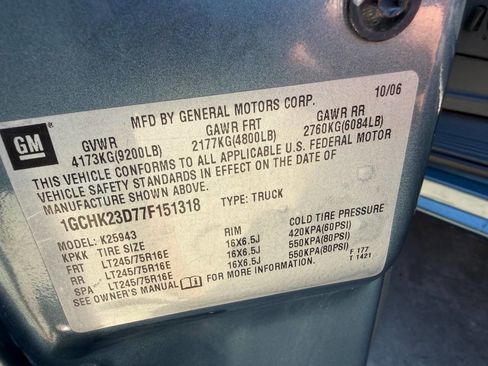 MFD BY GENERAL MOTORS CORP. 10/06
GM
GVWR GAWR FRT GAWR RR
4173KG(9200LB) 2177KG(4800LB) 2760KG(6084LB)
THIS VEHICLE CONFORMS TO ALL APPLICABLE U.S. FEDERAL MOTOR
VEHICLE SAFETY STANDARDS IN EFFECT ON THE DATE OF
MANUFACTURE SHOWN ABOVE.
1GCHK23D77F151318 TYPE: TRUCK
MODEL: K25943
KPKK TIRE SIZE RIM COLD TIRE PRESSURE
FRT LT245/75R16E 16X6.5J 420KPA(60PSI)
RR LT245/75R16E 16X6.5J 550KPA(80PSI)
SPA LT245/75R16E 16X6.5J 550KPA(80PSI)
SEE OWNER'S MANUAL FOR MORE INFORMATION.
F 177
T 1421